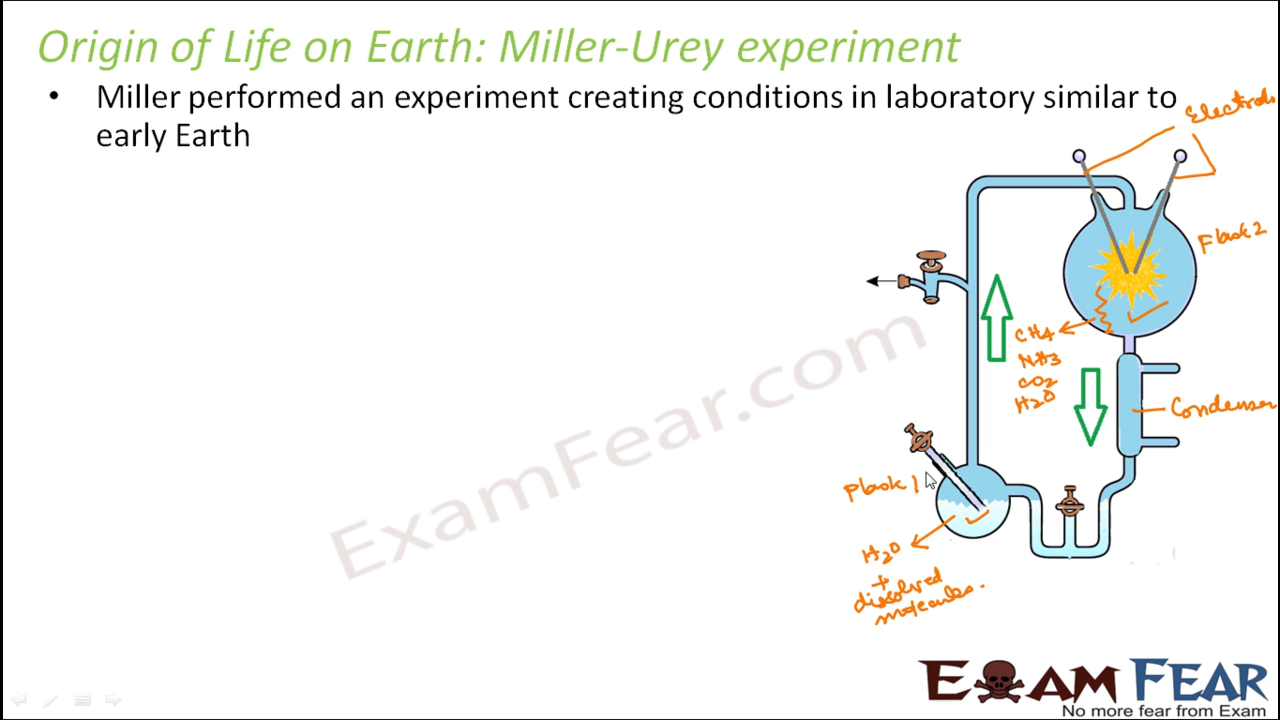 Origin of Life on Earth: Miller-Urey experiment
• Miller performed an experiment creating conditions in laboratory similar to
early Earth
Electrods
Flask 2
CH4
NH3
CO2
H2O
Condenser
Flask 1
H2O
+
dissolved
molecules.
ExamFear.com
EXAM FEAR
No more fear from Exam